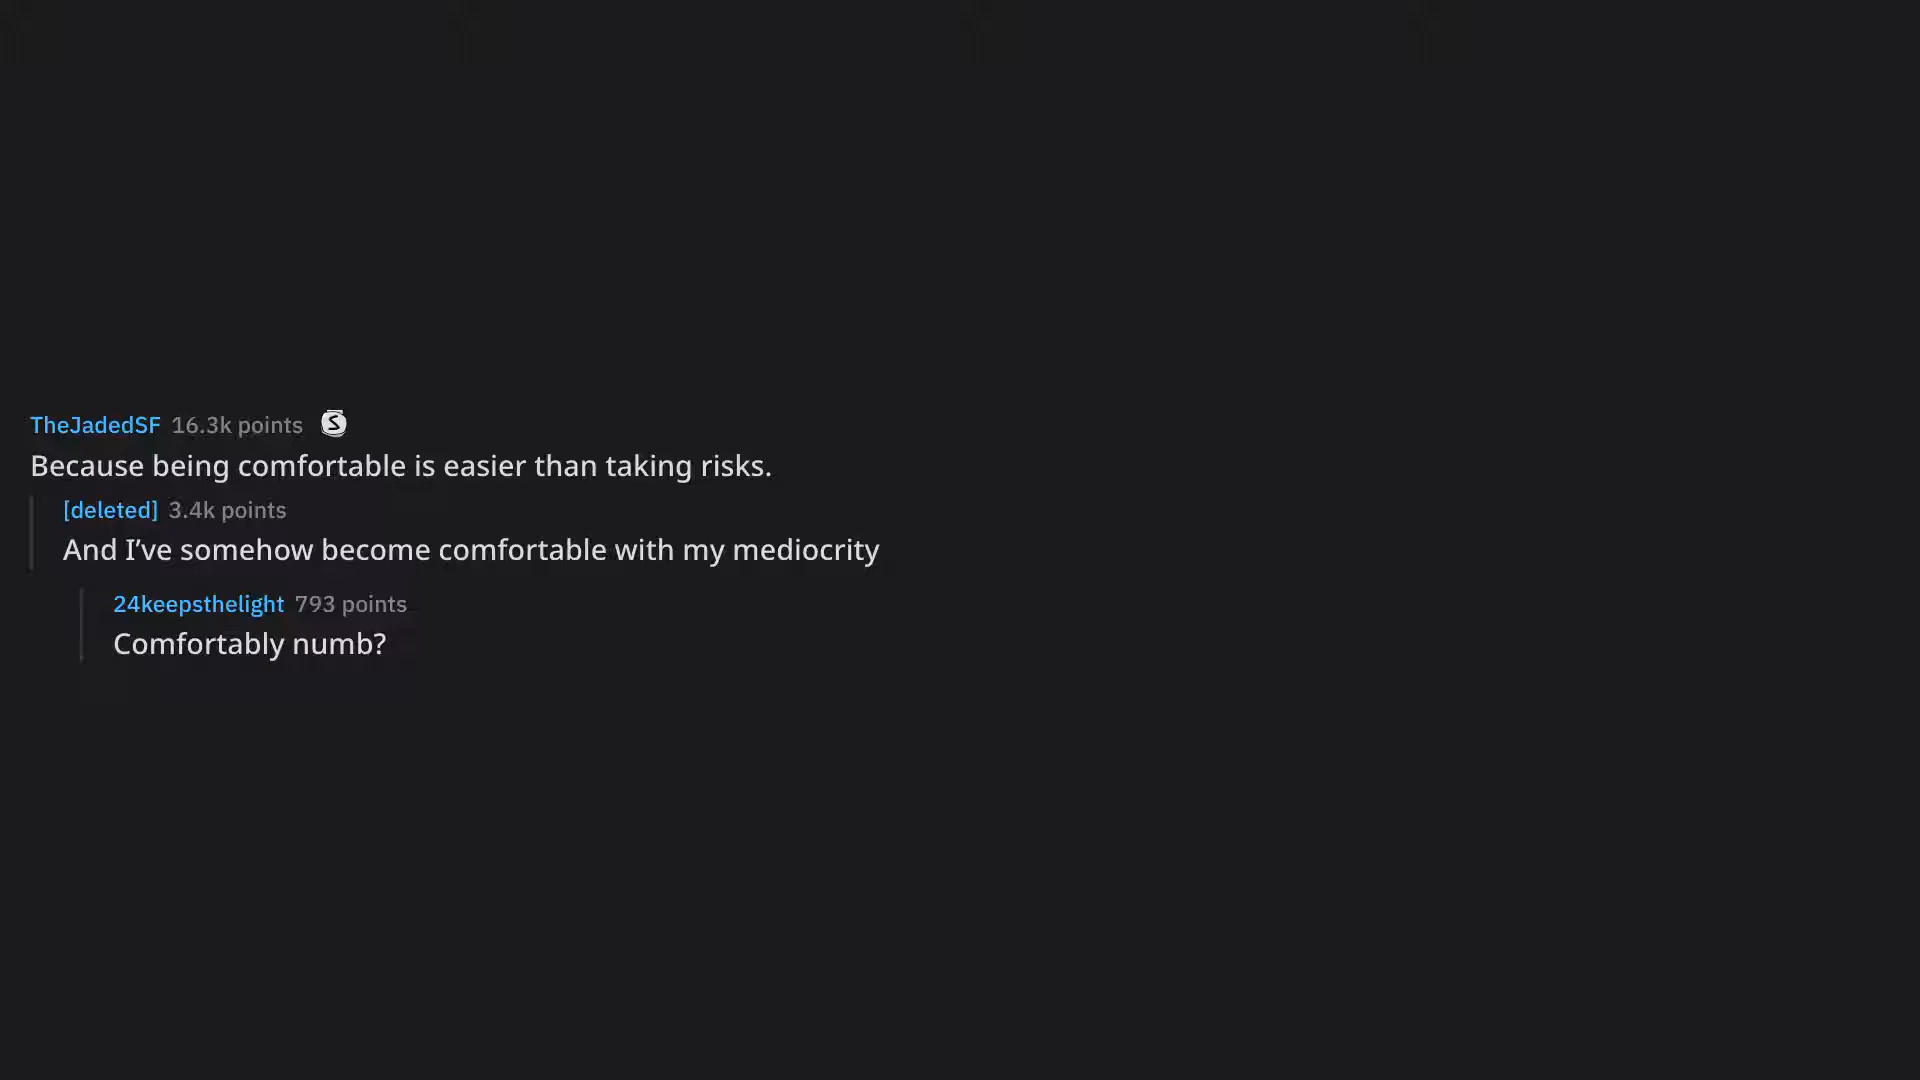 TheJadedSF 16.3k points S
Because being comfortable is easier than taking risks.
[deleted] 3.4k points
And I’ve somehow become comfortable with my mediocrity
24keepsthelight 793 points
Comfortably numb?